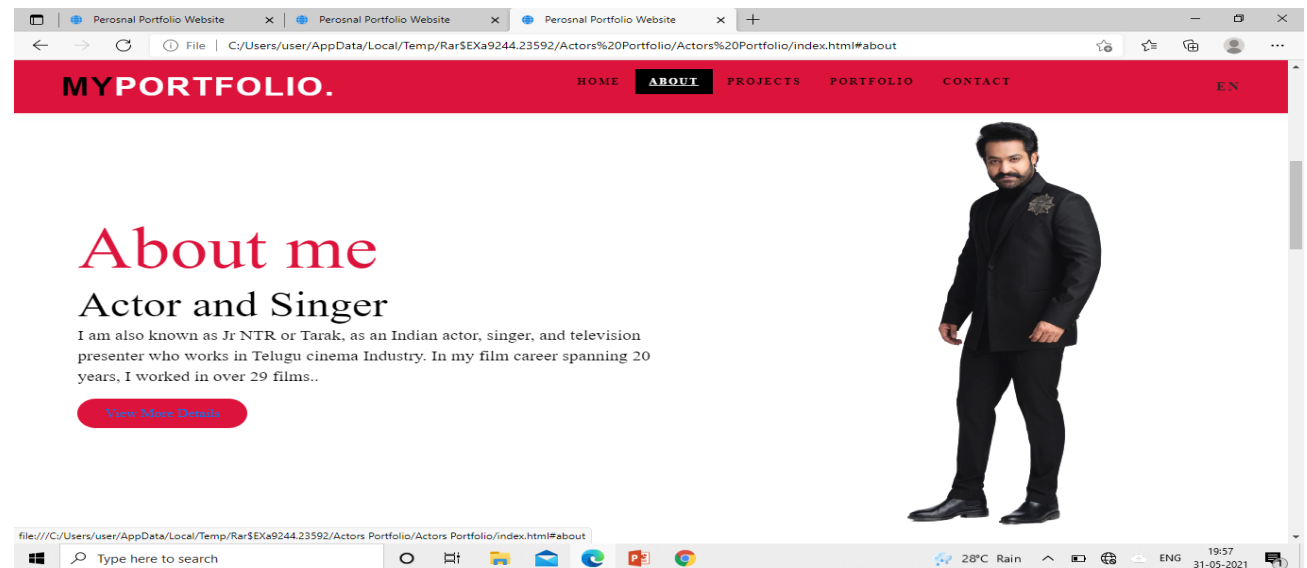 Perosnal Portfolio Website
Perosnal Portfolio Website
Perosnal Portfolio Website
File | C:/Users/user/AppData/Local/Temp/Rar$EXa9244.23592/Actors%20Portfolio/Actors%20Portfolio/index.html#about
MYPORTFOLIO.
HOME ABOUT PROJECTS PORTFOLIO CONTACT
EN
About me
Actor and Singer
I am also known as Jr NTR or Tarak, as an Indian actor, singer, and television
presenter who works in Telugu cinema Industry. In my film career spanning 20
years, I worked in over 29 films..
View More Details
file:///C:/Users/user/AppData/Local/Temp/Rar$EXa9244.23592/Actors Portfolio/Actors Portfolio/index.html#about
Type here to search
28°C Rain
ENG
19:57
31-05-2021
1